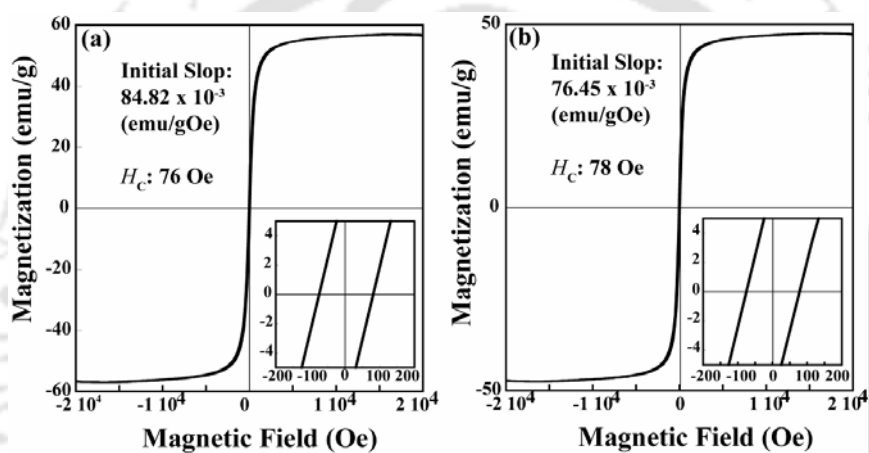 (a)
Initial Slop:
84.82 x 10⁻³
(emu/gOe)
H_C: 76 Oe
Magnetization (emu/g)
60
40
20
0
-20
-40
-60
4
2
0
-2
-4
-200 -100 0 100 200
-2 10⁴ -1 10⁴ 0 1 10⁴ 2 10⁴
Magnetic Field (Oe)
(b)
Initial Slop:
76.45 x 10⁻³
(emu/gOe)
H_C: 78 Oe
Magnetization (emu/g)
50
0
-50
4
2
0
-2
-4
-200 -100 0 100 200
-2 10⁴ -1 10⁴ 0 1 10⁴ 2 10⁴
Magnetic Field (Oe)